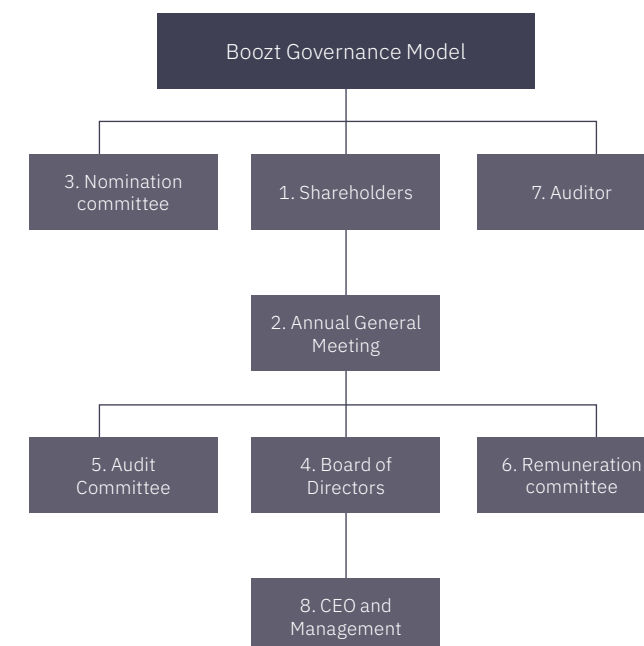 Boozt Governance Model
3. Nomination
committee
1. Shareholders
7. Auditor
2. Annual General
Meeting
5. Audit
Committee
4. Board of
Directors
6. Remuneration
committee
8. CEO and
Management